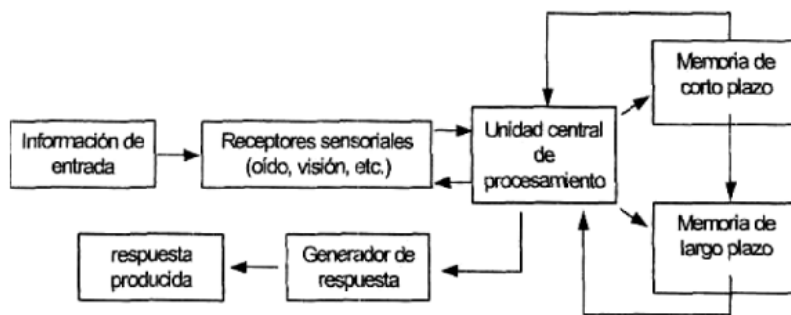 Información de
entrada
Receptores sensoriales
(oído, visión, etc.)
Unidad central
de
procesamiento
Memoria de
corto plazo
Memoria de
largo plazo
Generador de
respuesta
respuesta
producida